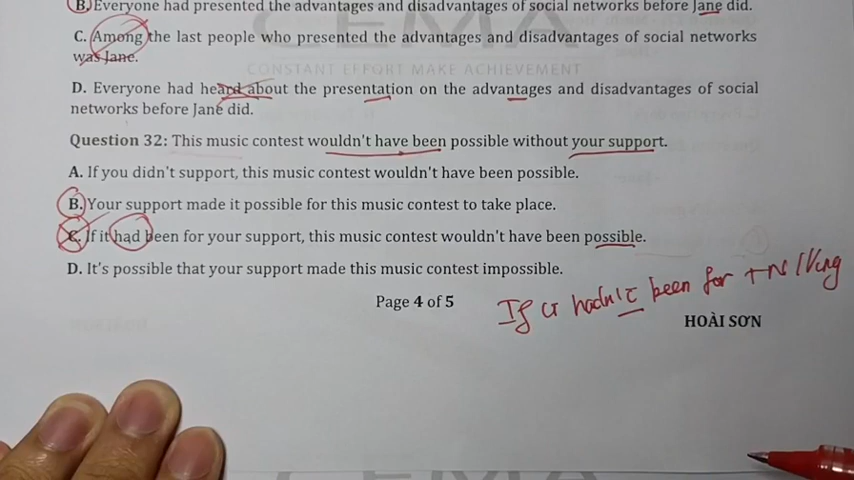 B. Everyone had presented the advantages and disadvantages of social networks before Jane did.
C. Among the last people who presented the advantages and disadvantages of social networks
was Jane.
CEMA
CONSTANT EFFORT MAKE ACHIEVEMENT
D. Everyone had heard about the presentation on the advantages and disadvantages of social
networks before Jane did.
Question 32: This music contest wouldn't have been possible without your support.
A. If you didn't support, this music contest wouldn't have been possible.
B. Your support made it possible for this music contest to take place.
C. If it had been for your support, this music contest wouldn't have been possible.
D. It's possible that your support made this music contest impossible.
Page 4 of 5
If it hadn't been for + N / Ving
HOÀI SƠN
CEMA